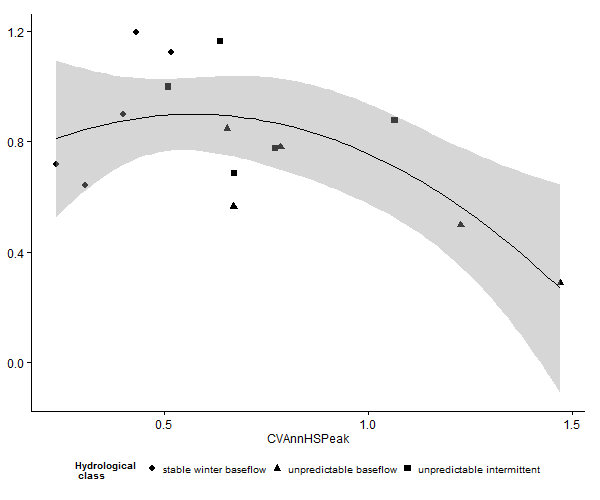 1.2
0.8
0.4
0.0
0.5
1.0
1.5
CVAnnHSPeak
Hydrological
class
stable winter baseflow
unpredictable baseflow
unpredictable intermittent